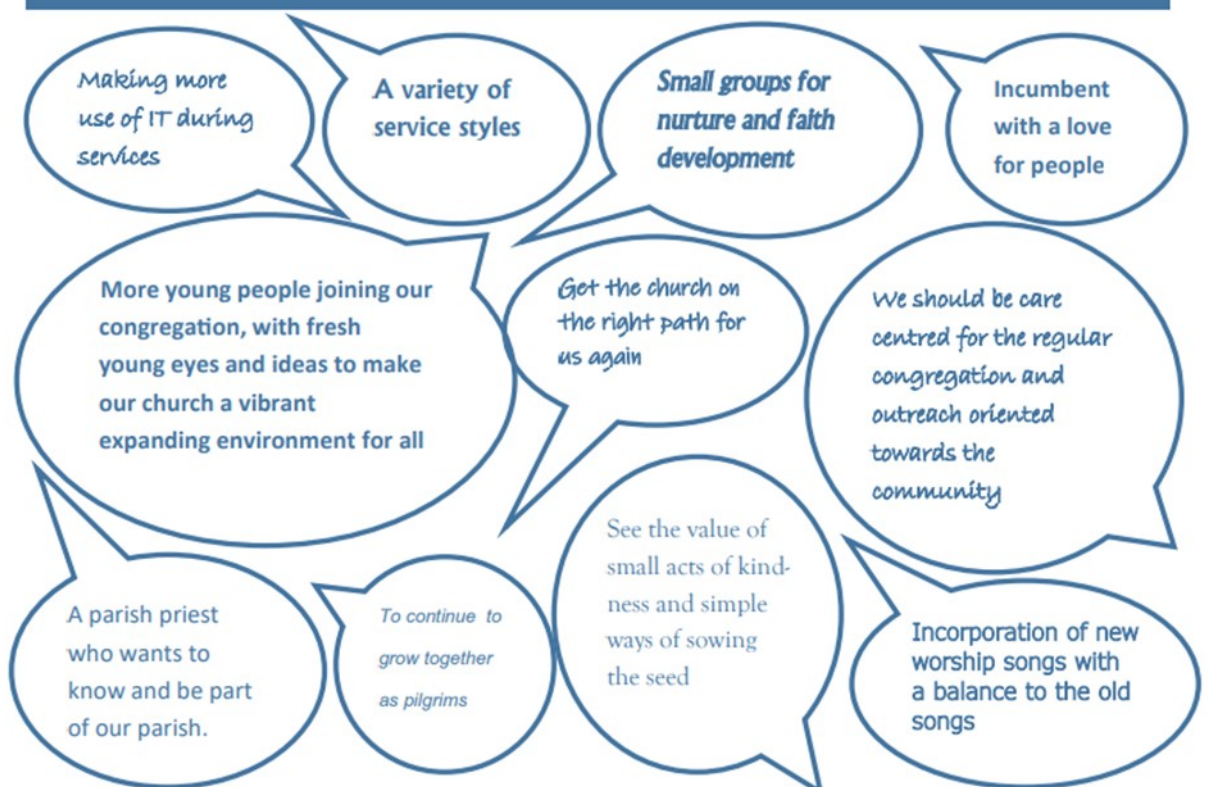 Making more
use of IT during
services
A variety of
service styles
Small groups for
nurture and faith
development
Incumbent
with a love
for people
More young people joining our
congregation, with fresh
young eyes and ideas to make
our church a vibrant
expanding environment for all
Get the church on
the right path for
us again
We should be care
centred for the regular
congregation and
outreach oriented
towards the
community
A parish priest
who wants to
know and be part
of our parish.
To continue to
grow together
as pilgrims
See the value of
small acts of kind-
ness and simple
ways of sowing
the seed
Incorporation of new
worship songs with
a balance to the old
songs